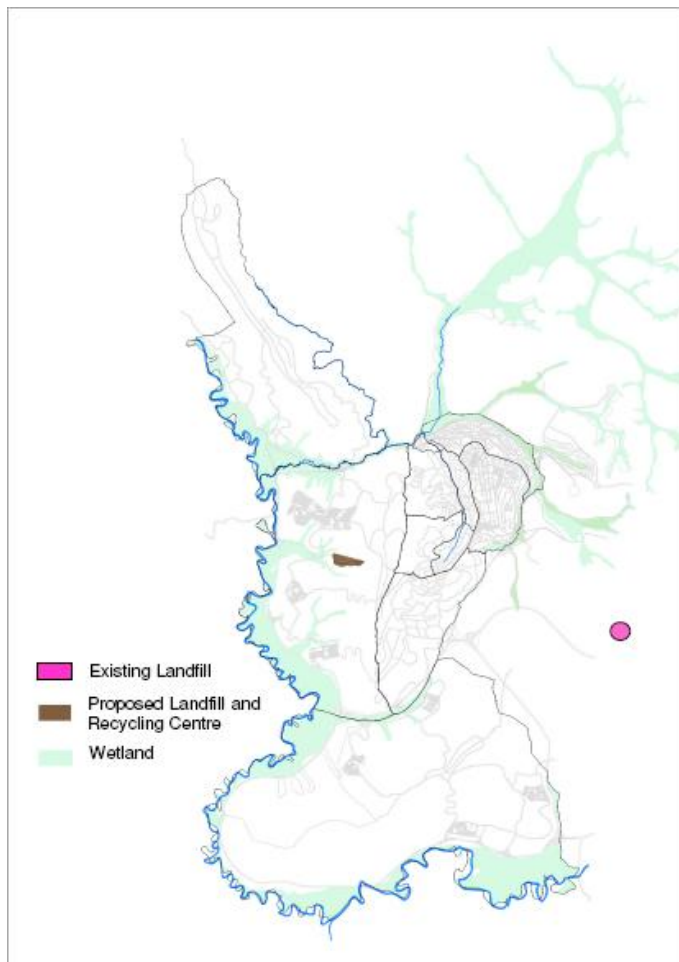 Existing Landfill
Proposed Landfill and
Recycling Centre
Wetland